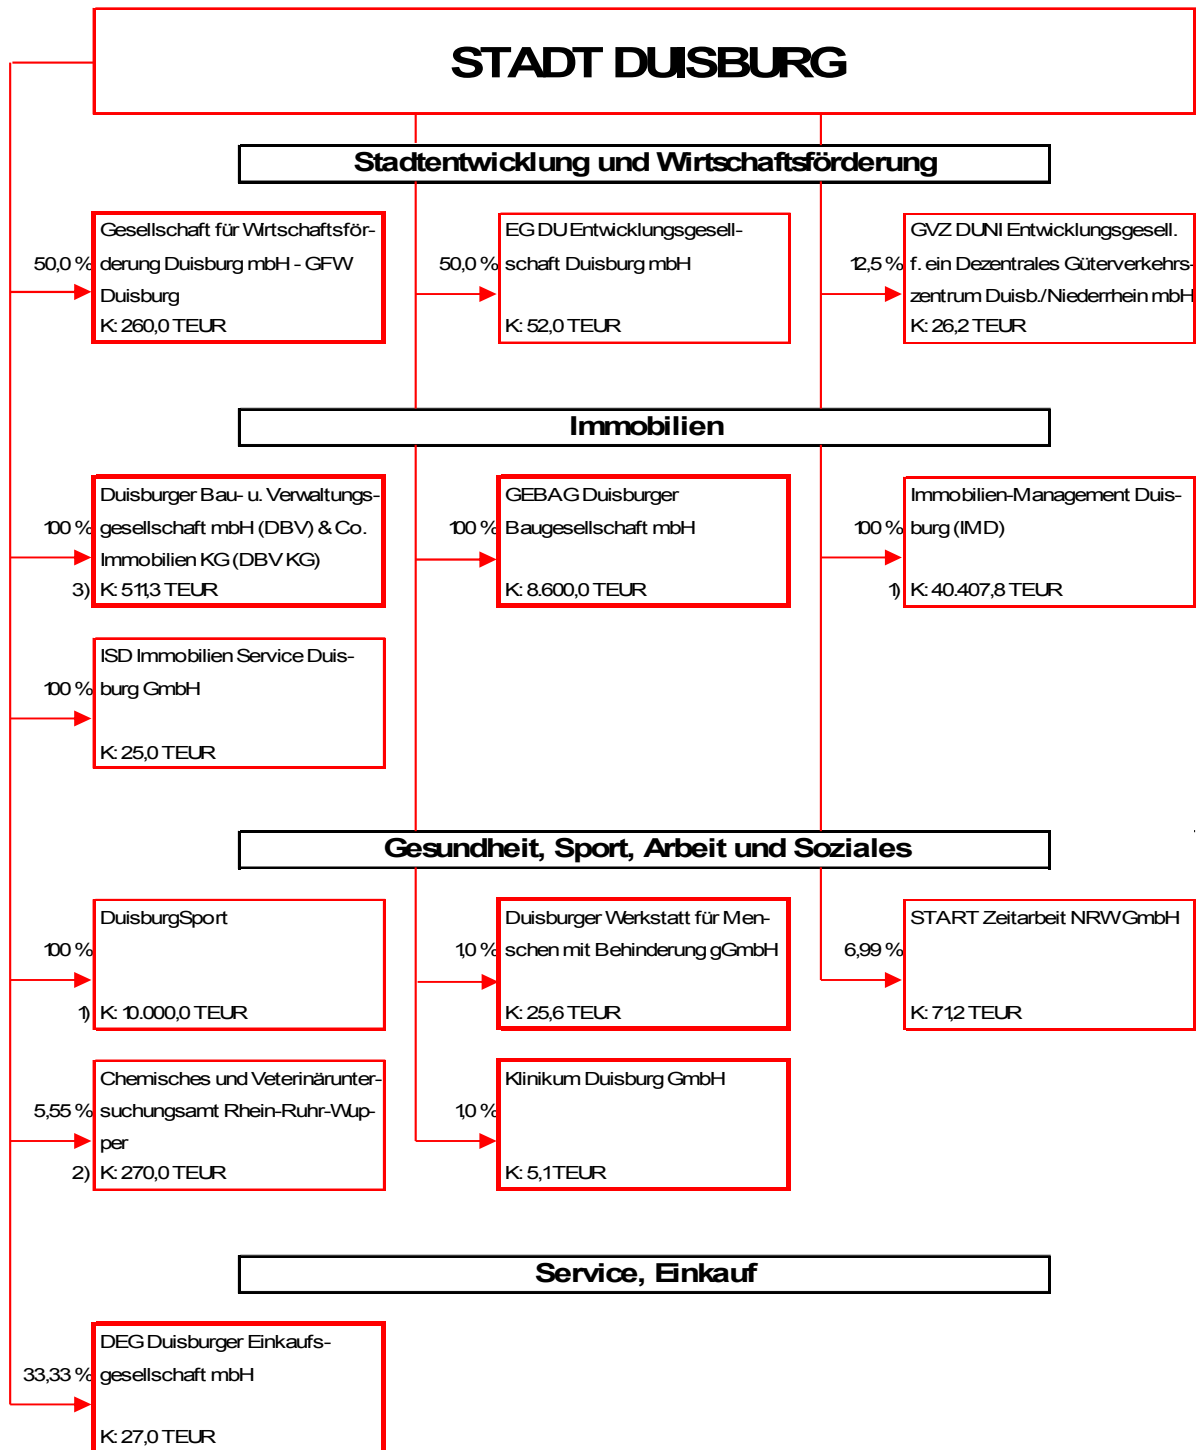 STADT DUISBURG
Stadtentwicklung und Wirtschaftsförderung
50,0 %
Gesellschaft für Wirtschaftsför-
derung Duisburg mbH - GFW
Duisburg
K: 260,0 TEUR
50,0 %
EG DU Entwicklungsgesell-
schaft Duisburg mbH
K: 52,0 TEUR
12,5 %
GVZ DUNI Entwicklungsgesell.
f. ein Dezentrales Güterverkehrs-
zentrum Duisb./Niederrhein mbH
K: 26,2 TEUR
Immobilien
100 %
3)
Duisburger Bau- u. Verwaltungs-
gesellschaft mbH (DBV) & Co.
Immobilien KG (DBV KG)
K: 511,3 TEUR
100 %
GEBAG Duisburger
Baugesellschaft mbH
K: 8.600,0 TEUR
100 %
1)
Immobilien-Management Duis-
burg (IMD)
K: 40.407,8 TEUR
100 %
ISD Immobilien Service Duis-
burg GmbH
K: 25,0 TEUR
Gesundheit, Sport, Arbeit und Soziales
100 %
1)
DuisburgSport
K: 10.000,0 TEUR
1,0 %
Duisburger Werkstatt für Men-
schen mit Behinderung gGmbH
K: 25,6 TEUR
6,99 %
START Zeitarbeit NRW GmbH
K: 71,2 TEUR
5,55 %
2)
Chemisches und Veterinärunter-
suchungsamt Rhein-Ruhr-Wup-
per
K: 270,0 TEUR
1,0 %
Klinikum Duisburg GmbH
K: 5,1 TEUR
Service, Einkauf
33,33 %
DEG Duisburger Einkaufs-
gesellschaft mbH
K: 27,0 TEUR